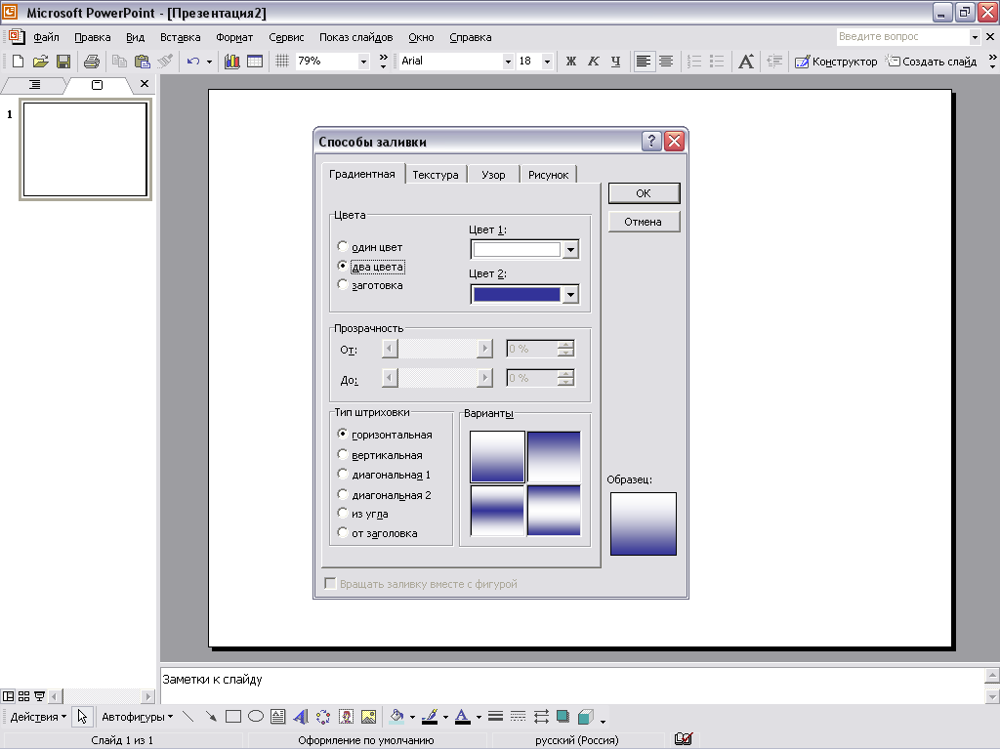 Microsoft PowerPoint - [Презентация2]
Файл Правка Вид Вставка Формат Сервис Показ слайдов Окно Справка Введите вопрос
79% Arial 18 Ж К Ч A Конструктор Создать слайд
1
Способы заливки
Градиентная Текстура Узор Рисунок
ОК
Отмена
Цвета
один цвет
два цвета
заготовка
Цвет 1:
Цвет 2:
Прозрачность
От: 0 %
До: 0 %
Тип штриховки
горизонтальная
вертикальная
диагональная 1
диагональная 2
из угла
от заголовка
Варианты
Образец:
Вращать заливку вместе с фигурой
Заметки к слайду
Действия Автофигуры
Слайд 1 из 1 Оформление по умолчанию русский (Россия)